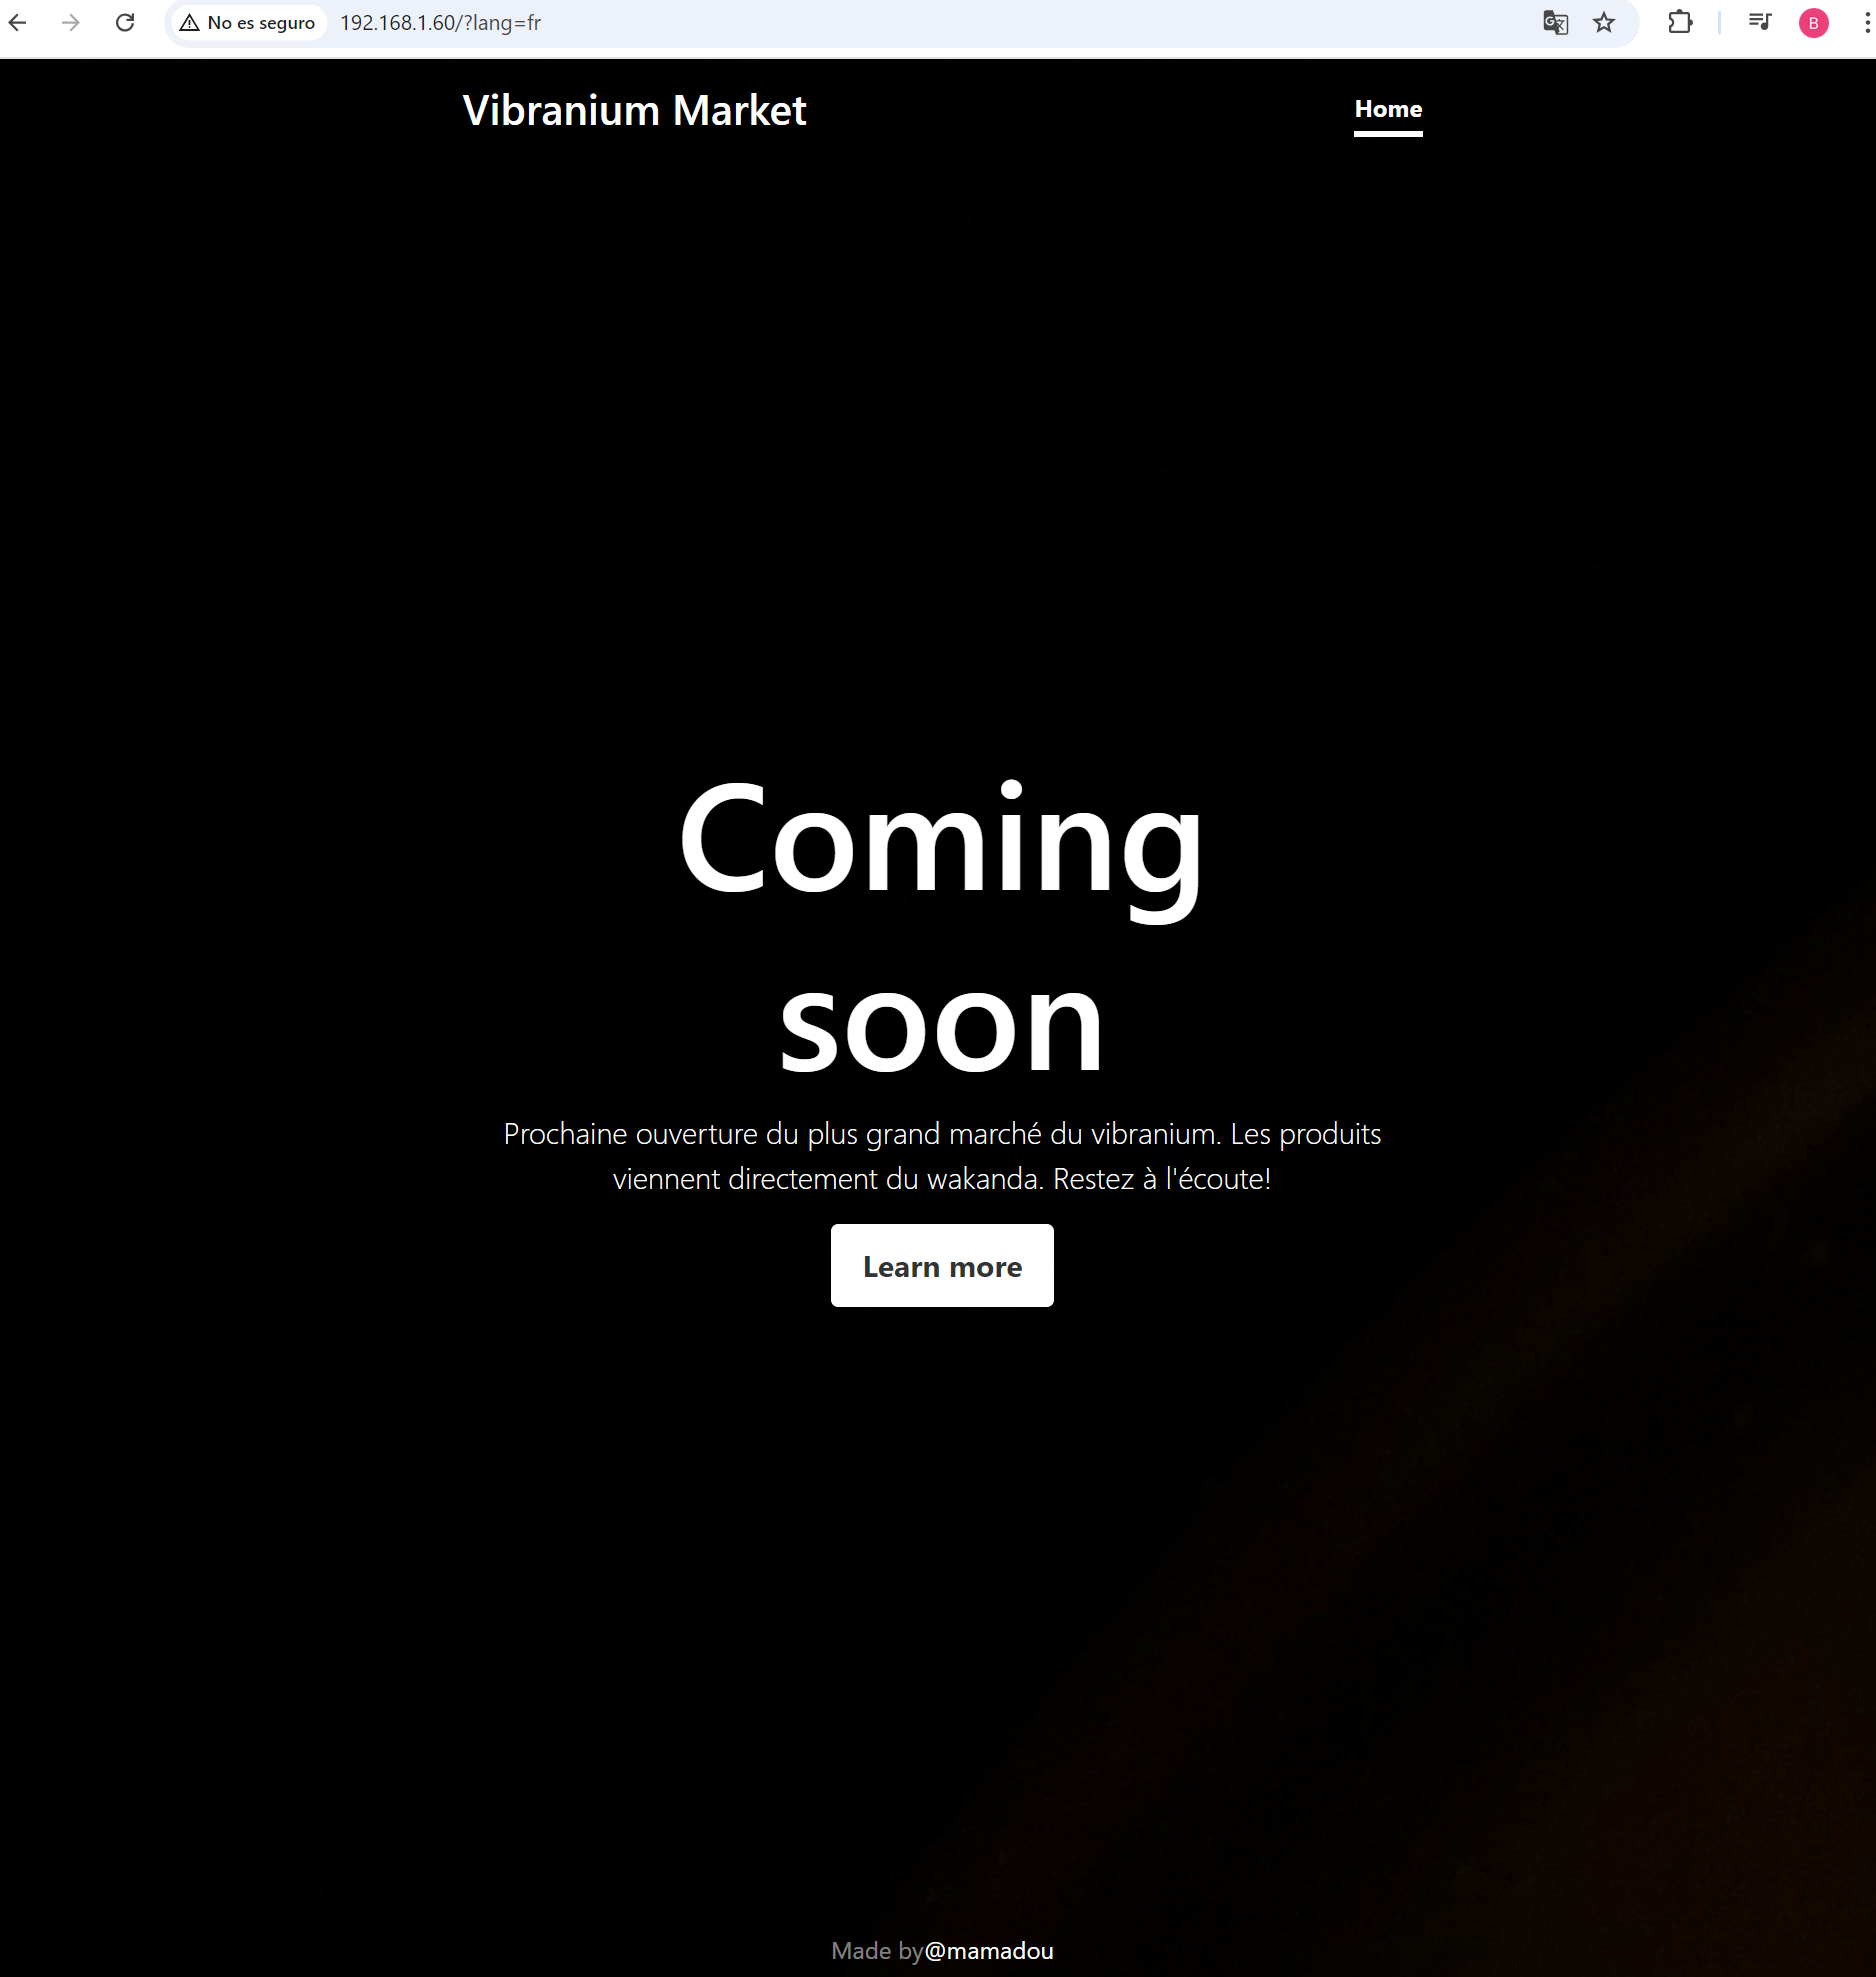 No es seguro 192.168.1.60/?lang=fr B
Vibranium Market Home
Coming
soon
Prochaine ouverture du plus grand marché du vibranium. Les produits
viennent directement du wakanda. Restez à l'écoute!
Learn more
Made by@mamadou